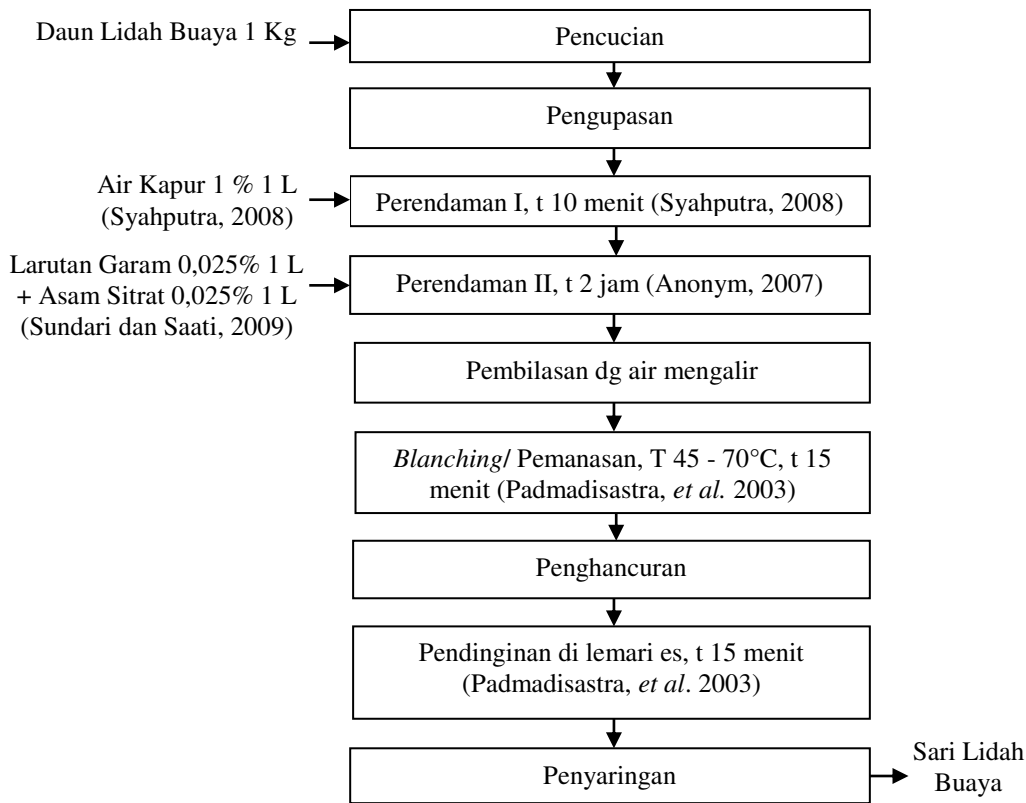 Daun Lidah Buaya 1 Kg
Pencucian
Pengupasan
Air Kapur 1 % 1 L
(Syahputra, 2008)
Perendaman I, t 10 menit (Syahputra, 2008)
Larutan Garam 0,025% 1 L
+ Asam Sitrat 0,025% 1 L
(Sundari dan Saati, 2009)
Perendaman II, t 2 jam (Anonym, 2007)
Pembilasan dg air mengalir
Blanching/ Pemanasan, T 45 - 70°C, t 15
menit (Padmadisastra, et al. 2003)
Penghancuran
Pendinginan di lemari es, t 15 menit
(Padmadisastra, et al. 2003)
Penyaringan
Sari Lidah
Buaya